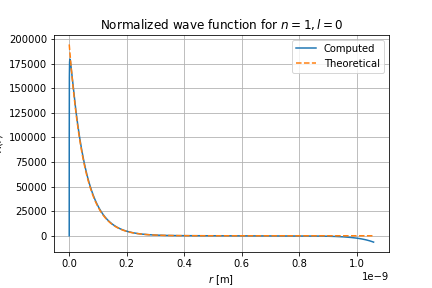 Normalized wave function for n = 1, l = 0
200000
175000
150000
125000
100000
75000
50000
25000
0
Computed
Theoretical
0.0 0.2 0.4 0.6 0.8 1.0
1e−9
r [m]